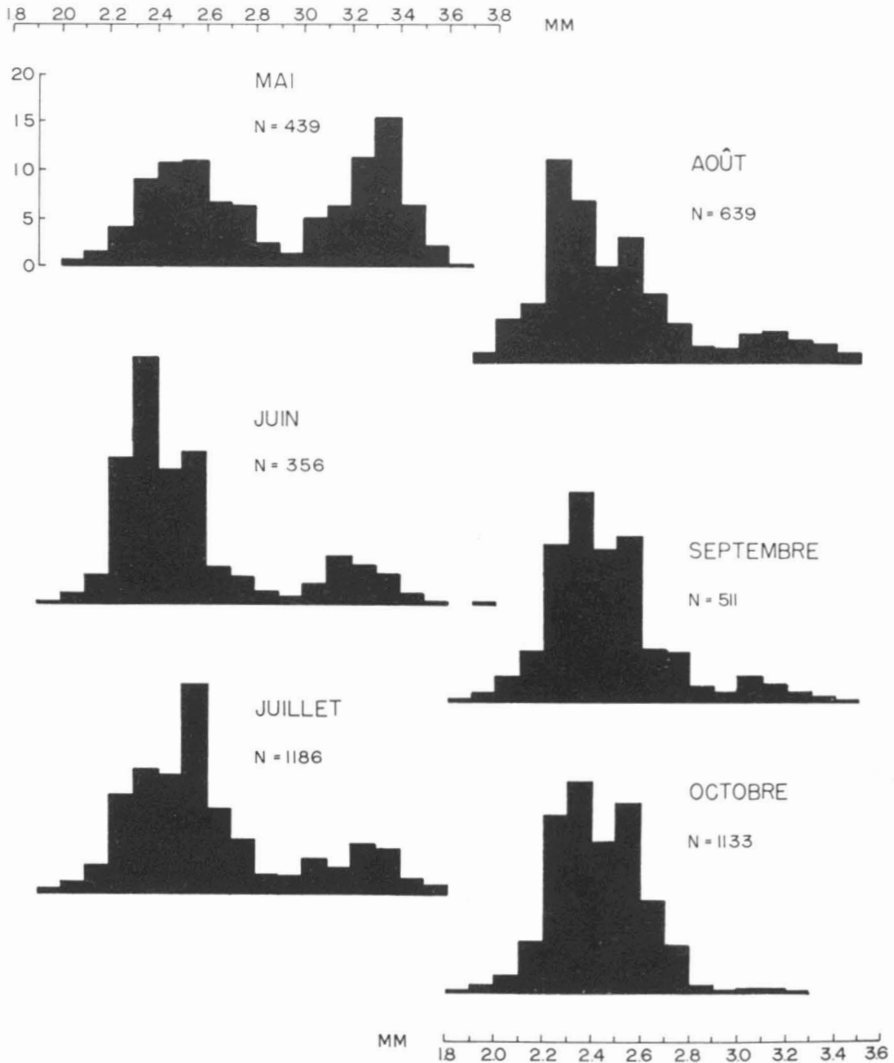 1.8 2.0 2.2 2.4 2.6 2.8 3.0 3.2 3.4 3.6 3.8 MM
20
15
10
5
0
MAI
N = 439
AOÛT
N = 639
JUIN
N = 356
SEPTEMBRE
N = 511
JUILLET
N = 1186
OCTOBRE
N = 1133
MM 1.8 2.0 2.2 2.4 2.6 2.8 3.0 3.2 3.4 3.6